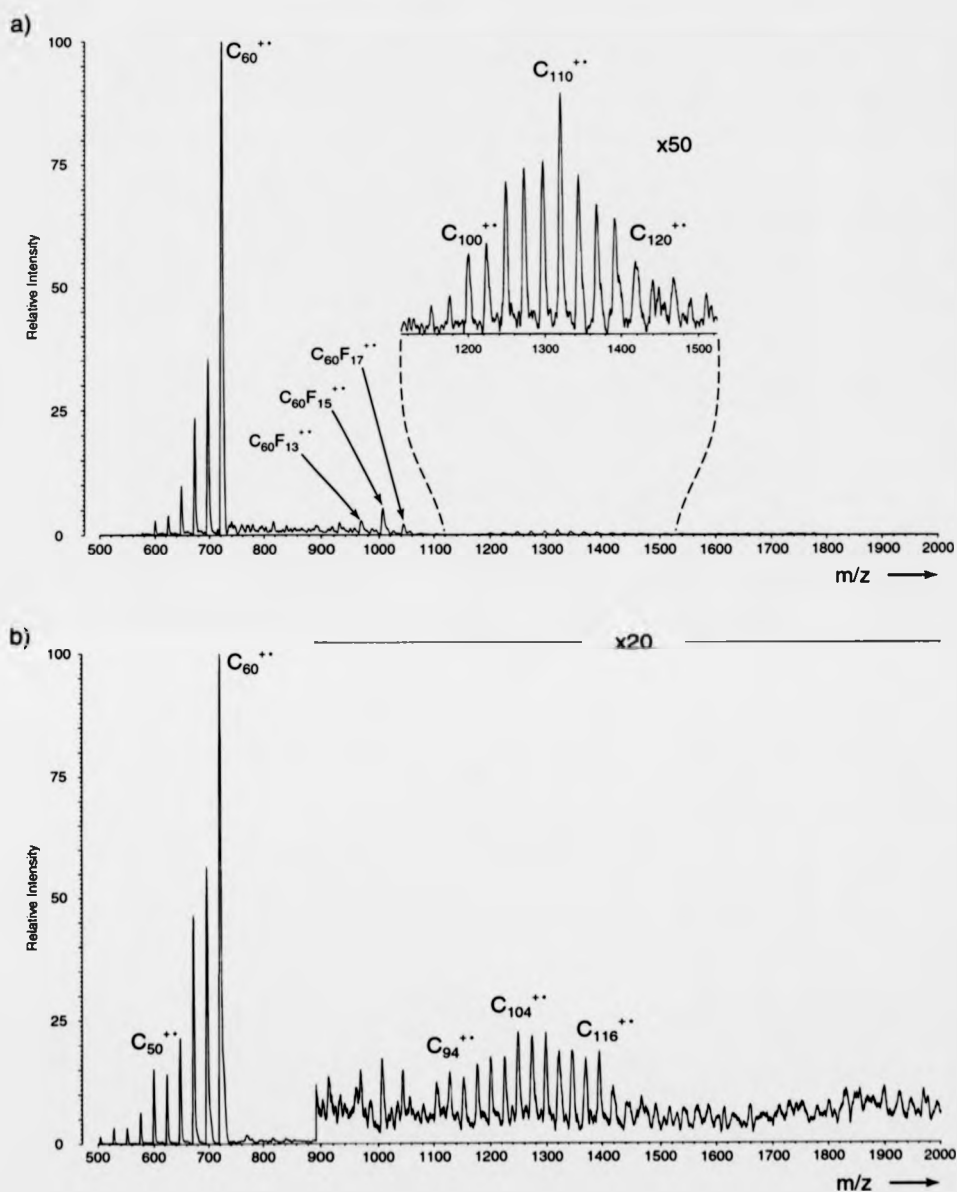 a)
100
75
50
25
0
Relative Intensity
C60+•
C110+•
x50
C100+•
C120+•
1200 1300 1400 1500
C60F17+•
C60F15+•
C60F13+•
500 600 700 800 900 1000 1100 1200 1300 1400 1500 1600 1700 1800 1900 2000
m/z
b)
x20
100
75
50
25
0
Relative Intensity
C60+•
C50+•
C94+•
C104+•
C116+•
500 600 700 800 900 1000 1100 1200 1300 1400 1500 1600 1700 1800 1900 2000
m/z